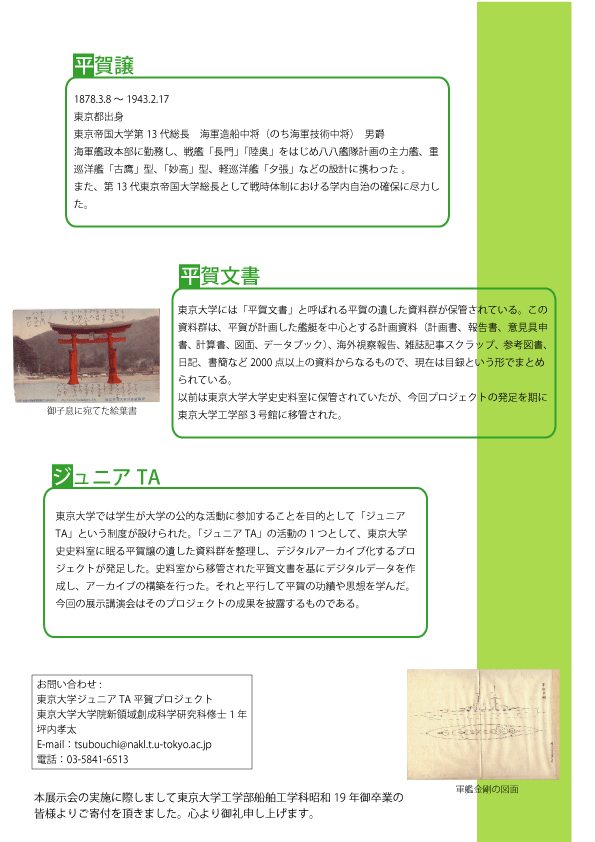 平賀譲
1878.3.8 ～ 1943.2.17
東京都出身
東京帝国大学第 13 代総長　海軍造船中将（のち海軍技術中将）　男爵
海軍艦政本部に勤務し、戦艦「長門」「陸奥」をはじめ八八艦隊計画の主力艦、重
巡洋艦「古鷹」型、「妙高」型、軽巡洋艦「夕張」などの設計に携わった 。
また、第 13 代東京帝国大学総長として戦時体制における学内自治の確保に尽力し
た。
平賀文書
東京大学には「平賀文書」と呼ばれる平賀の遺した資料群が保管されている。この
資料群は、平賀が計画した艦艇を中心とする計画資料（計画書、報告書、意見具申
書、計算書、図面、データブック）、海外視察報告、雑誌記事スクラップ、参考図書、
日記、書簡など 2000 点以上の資料からなるもので、現在は目録という形でまとめ
られている。
以前は東京大学大学史史料室に保管されていたが、今回プロジェクトの発足を期に
東京大学工学部 3 号館に移管された。
御子息に宛てた絵葉書
ジュニア TA
東京大学では学生が大学の公的な活動に参加することを目的として「ジュニア
TA」という制度が設けられた。「ジュニア TA」の活動の 1 つとして、東京大学
史史料室に眠る平賀譲の遺した資料群を整理し、デジタルアーカイブ化するプロ
ジェクトが発足した。史料室から移管された平賀文書を基にデジタルデータを作
成し、アーカイブの構築を行った。それと平行して平賀の功績や思想を学んだ。
今回の展示講演会はそのプロジェクトの成果を披露するものである。
お問い合わせ :
東京大学ジュニア TA 平賀プロジェクト
東京大学大学院新領域創成科学研究科修士 1 年
坪内孝太
E-mail：tsubouchi@nakl.t.u-tokyo.ac.jp
電話：03-5841-6513
軍艦金剛の図面
本展示会の実施に際しまして東京大学工学部船舶工学科昭和 19 年御卒業の
皆様よりご寄付を頂きました。心より御礼申し上げます。